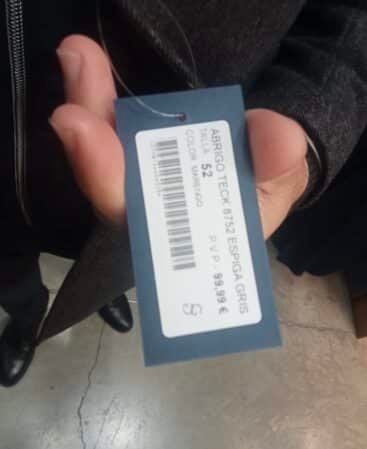 ABRIGO TECK 8752 ESPIGA GRIS
TALLA 52
COLOR MARENGO
P.V.P. 99,99 €